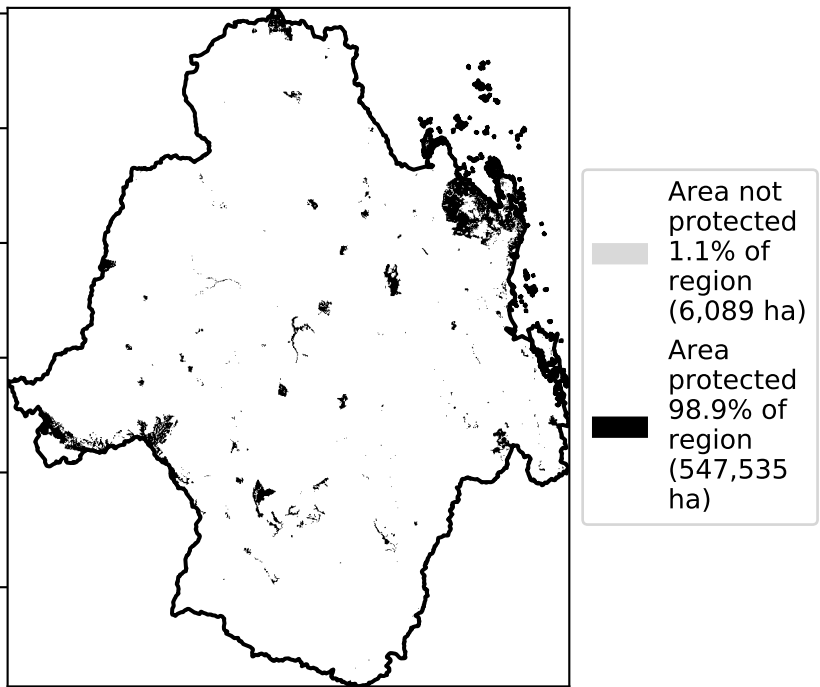 Area not
protected
1.1% of
region
(6,089 ha)
Area
protected
98.9% of
region
(547,535
ha)